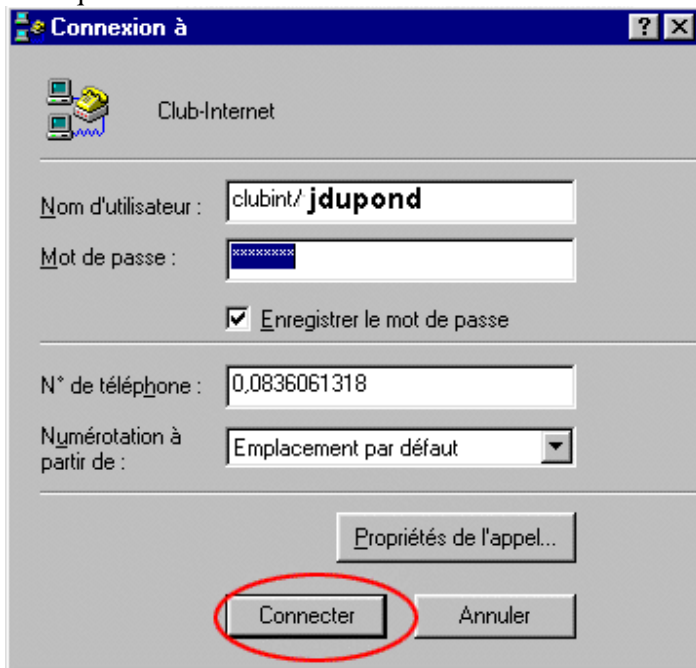 Connexion à
Club-Internet
Nom d'utilisateur : clubint/ jdupond
Mot de passe : ********
Enregistrer le mot de passe
N° de téléphone : 0,0836061318
Numérotation à
partir de : Emplacement par défaut
Propriétés de l'appel...
Connecter Annuler